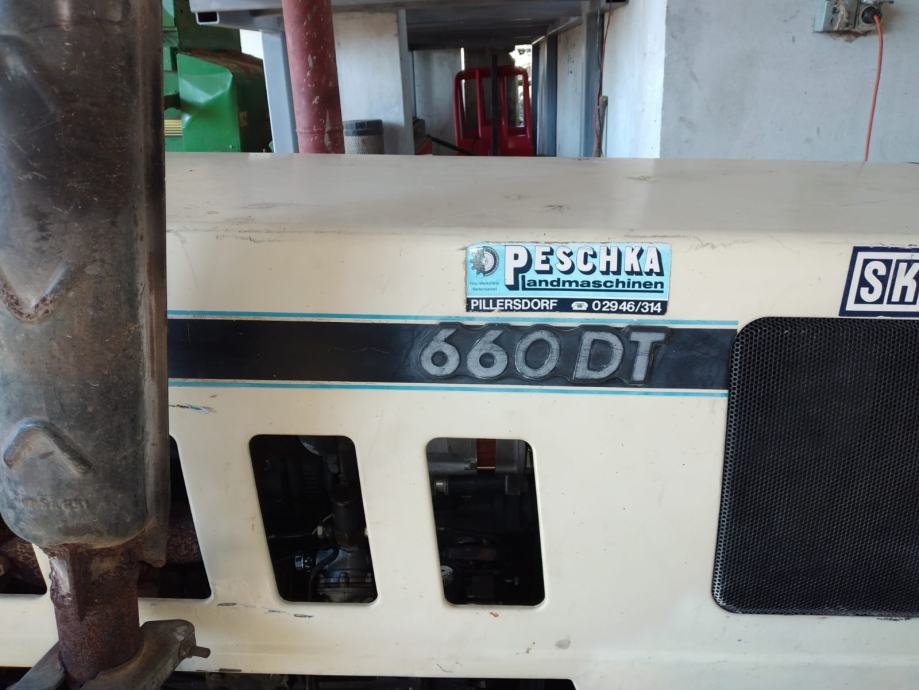 PESCHKA
Landmaschinen
PILLERSDORF ☎ 02946/314
SK
660 DT